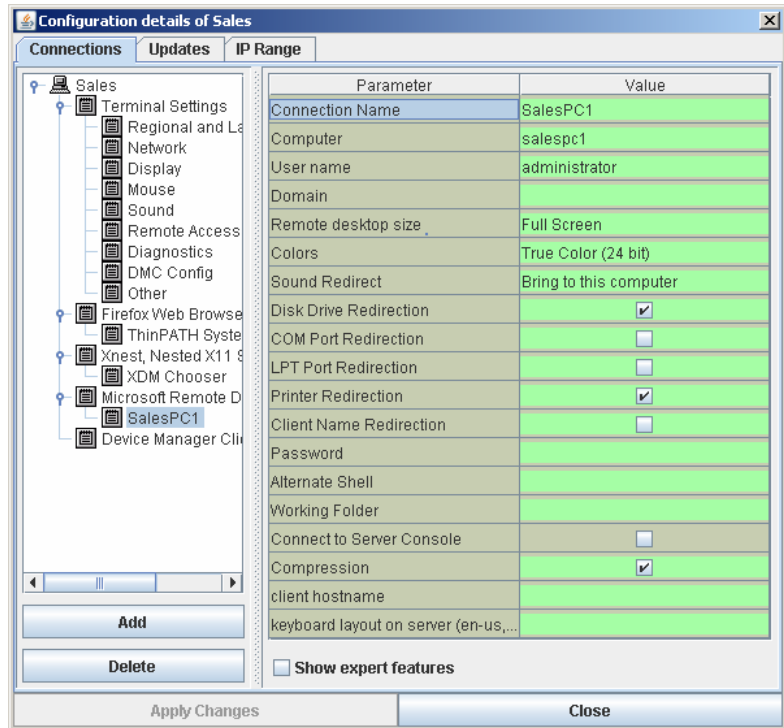 Configuration details of Sales
Connections Updates IP Range
Sales
Terminal Settings
Regional and La
Network
Display
Mouse
Sound
Remote Access
Diagnostics
DMC Config
Other
Firefox Web Browse
ThinPATH Syste
Xnest, Nested X11 S
XDM Chooser
Microsoft Remote D
SalesPC1
Device Manager Cli
Add
Delete
Parameter Value
Connection Name SalesPC1
Computer salespc1
User name administrator
Domain
Remote desktop size Full Screen
Colors True Color (24 bit)
Sound Redirect Bring to this computer
Disk Drive Redirection
COM Port Redirection
LPT Port Redirection
Printer Redirection
Client Name Redirection
Password
Alternate Shell
Working Folder
Connect to Server Console
Compression
client hostname
keyboard layout on server (en-us,...
Show expert features
Apply Changes Close